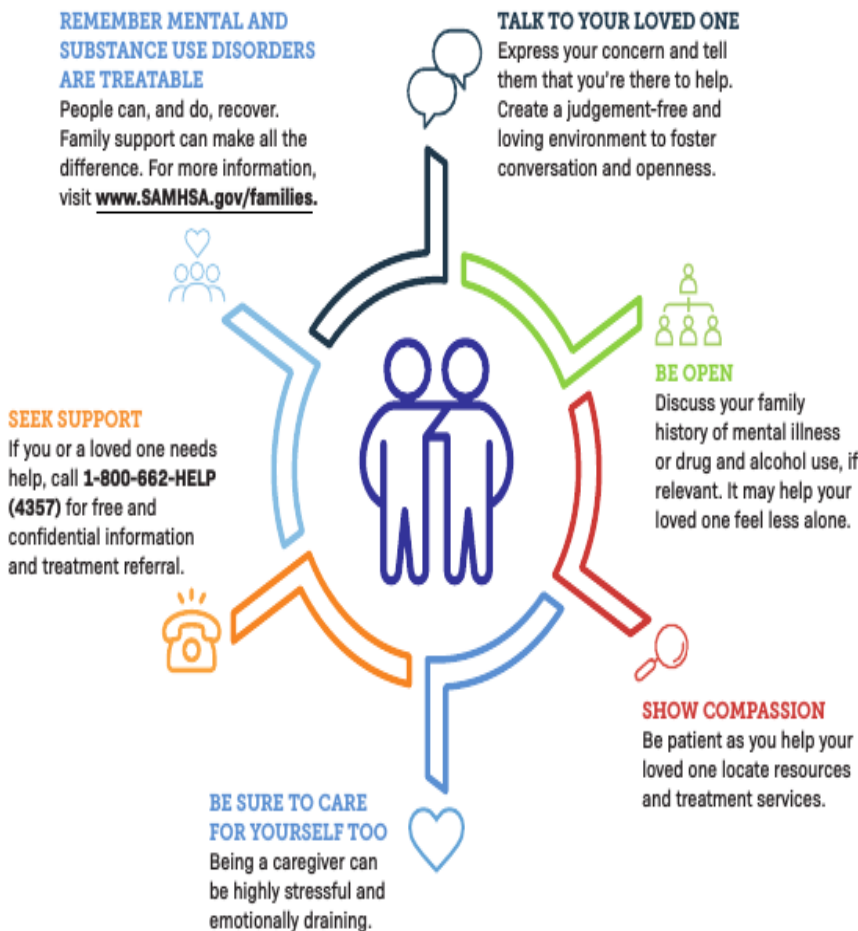 REMEMBER MENTAL AND
SUBSTANCE USE DISORDERS
ARE TREATABLE
People can, and do, recover.
Family support can make all the
difference. For more information,
visit www.SAMHSA.gov/families.
TALK TO YOUR LOVED ONE
Express your concern and tell
them that you're there to help.
Create a judgement-free and
loving environment to foster
conversation and openness.
BE OPEN
Discuss your family
history of mental illness
or drug and alcohol use, if
relevant. It may help your
loved one feel less alone.
SEEK SUPPORT
If you or a loved one needs
help, call 1-800-662-HELP
(4357) for free and
confidential information
and treatment referral.
SHOW COMPASSION
Be patient as you help your
loved one locate resources
and treatment services.
BE SURE TO CARE
FOR YOURSELF TOO
Being a caregiver can
be highly stressful and
emotionally draining.